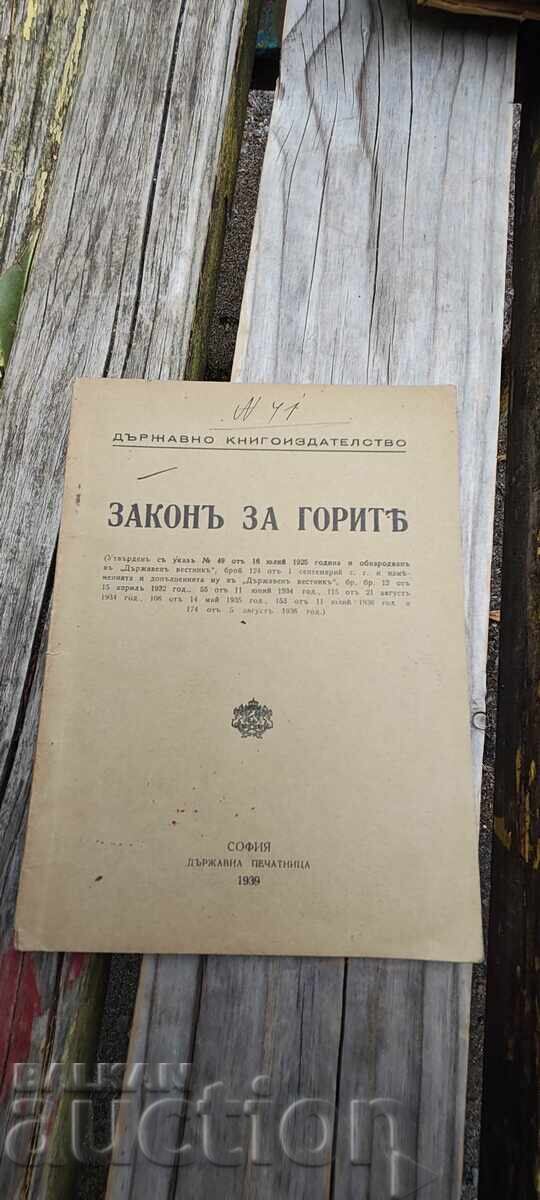 № 41
ДЪРЖАВНО КНИГОИЗДАТЕЛСТВО
ЗАКОНЪ ЗА ГОРИТѢ
(Утвърденъ съ указъ № 49 отъ 16 юлий 1925 година и обнародванъ
въ „Държавенъ вестникъ“, брой 124 отъ 1 септемврий с. г. и измѣ-
ненията и допълненията му въ „Държавенъ вестникъ“, бр. бр. 12 отъ
15 априлъ 1932 год., 55 отъ 11 юний 1934 год., 115 отъ 21 августъ
1934 год., 106 отъ 14 май 1935 год., 153 отъ 11 юлий 1936 год и
174 отъ 5 августъ 1936 год.)
СОФИЯ
ДЪРЖАВНА ПЕЧАТНИЦА
1939
BALKAN
auction